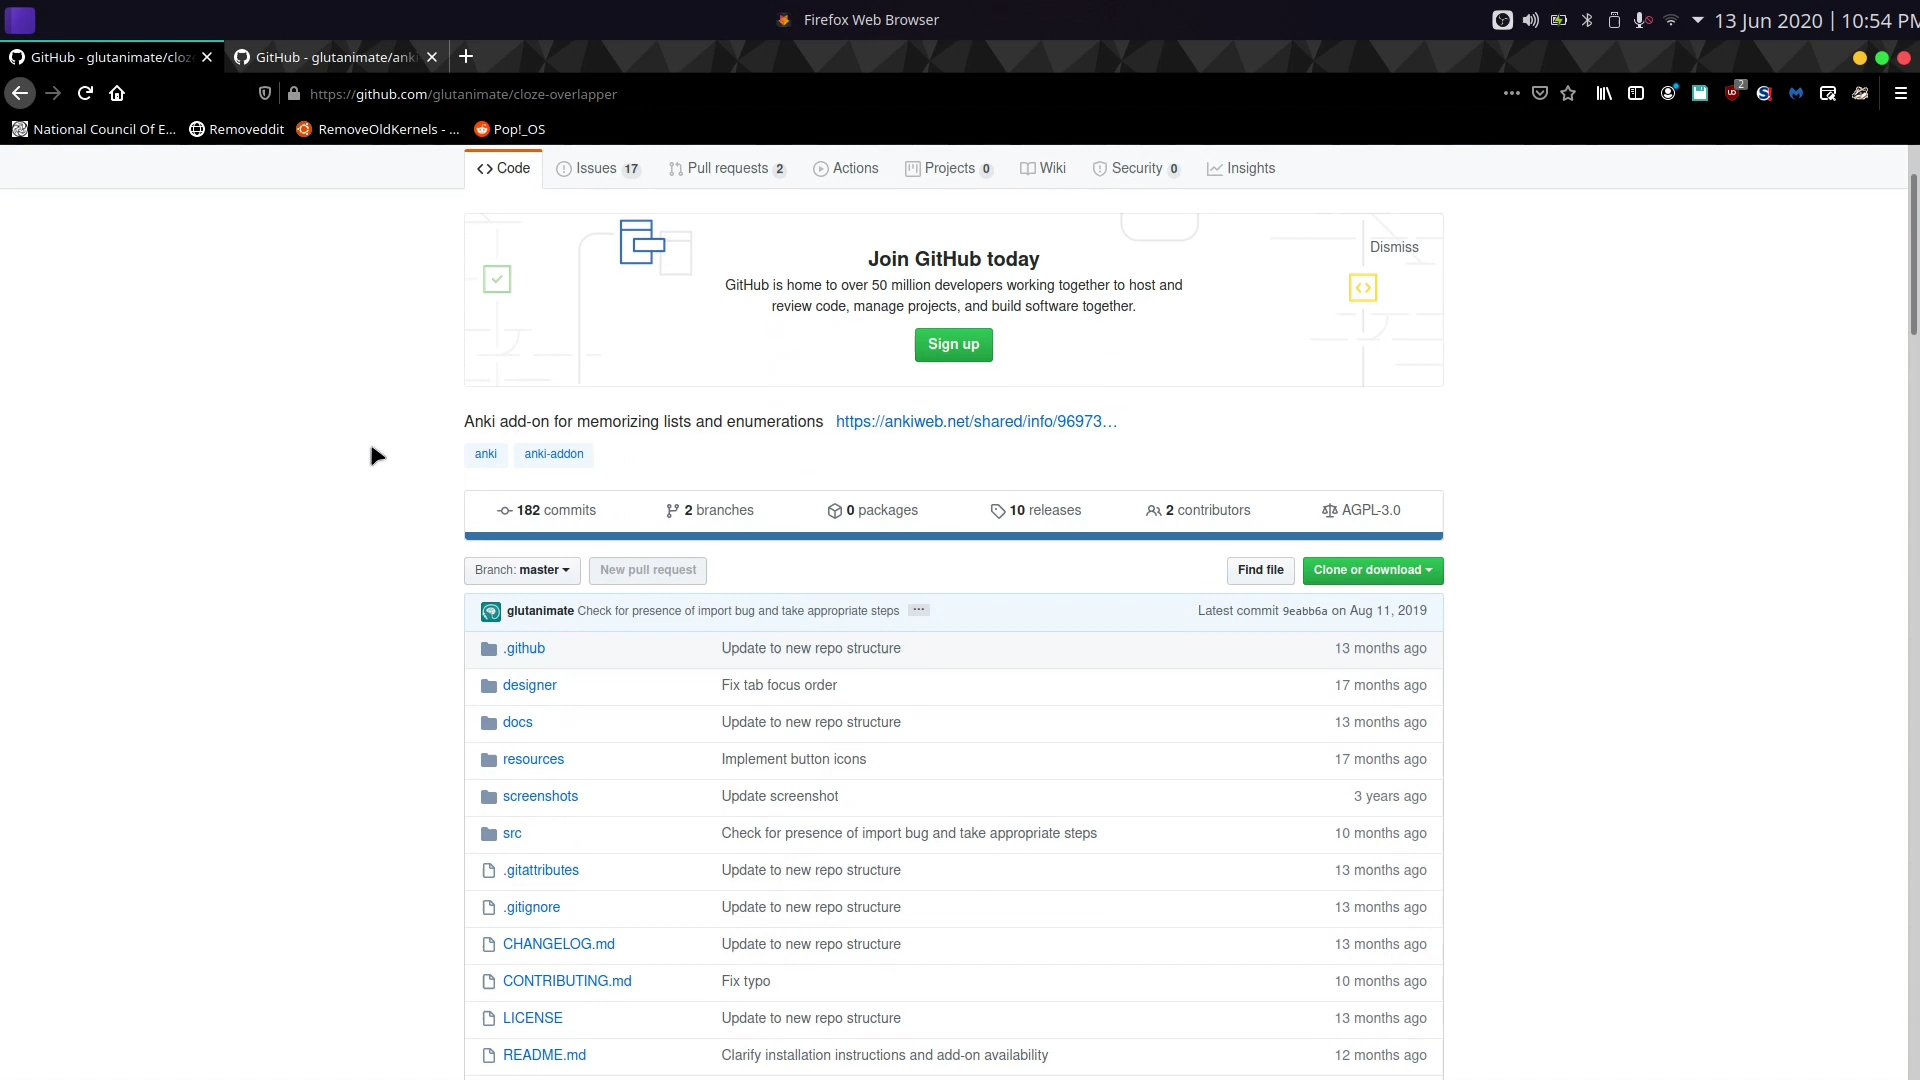 Firefox Web Browser
13 Jun 2020 | 10:54 PM
GitHub - glutanimate/cloz
GitHub - glutanimate/anki
https://github.com/glutanimate/cloze-overlapper
2
National Council Of E...
Removeddit
RemoveOldKernels - ...
Pop!_OS
Code
Issues 17
Pull requests 2
Actions
Projects 0
Wiki
Security 0
Insights
Join GitHub today
Dismiss
GitHub is home to over 50 million developers working together to host and
review code, manage projects, and build software together.
Sign up
Anki add-on for memorizing lists and enumerations https://ankiweb.net/shared/info/96973…
anki anki-addon
182 commits
2 branches
0 packages
10 releases
2 contributors
AGPL-3.0
Branch: master
New pull request
Find file
Clone or download
glutanimate Check for presence of import bug and take appropriate steps ...
Latest commit 9eabb6a on Aug 11, 2019
.github Update to new repo structure 13 months ago
designer Fix tab focus order 17 months ago
docs Update to new repo structure 13 months ago
resources Implement button icons 17 months ago
screenshots Update screenshot 3 years ago
src Check for presence of import bug and take appropriate steps 10 months ago
.gitattributes Update to new repo structure 13 months ago
.gitignore Update to new repo structure 13 months ago
CHANGELOG.md Update to new repo structure 13 months ago
CONTRIBUTING.md Fix typo 10 months ago
LICENSE Update to new repo structure 13 months ago
README.md Clarify installation instructions and add-on availability 12 months ago